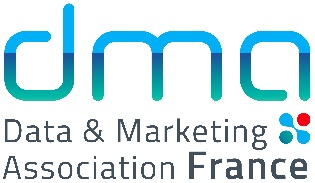 dma
Data & Marketing
Association France